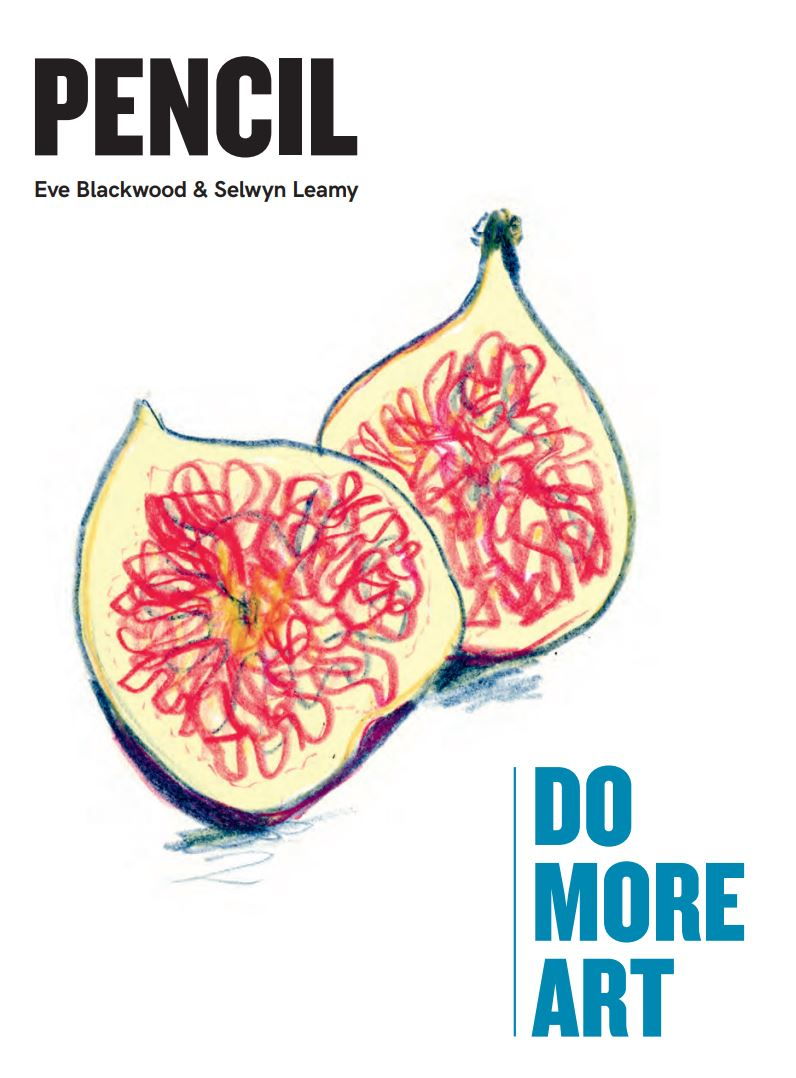 PENCIL
Eve Blackwood & Selwyn Leamy
DO
MORE
ART